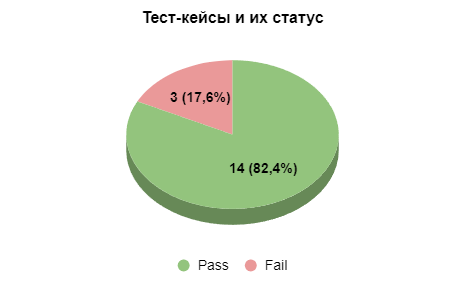 Тест-кейсы и их статус
3 (17,6%)
14 (82,4%)
Pass Fail